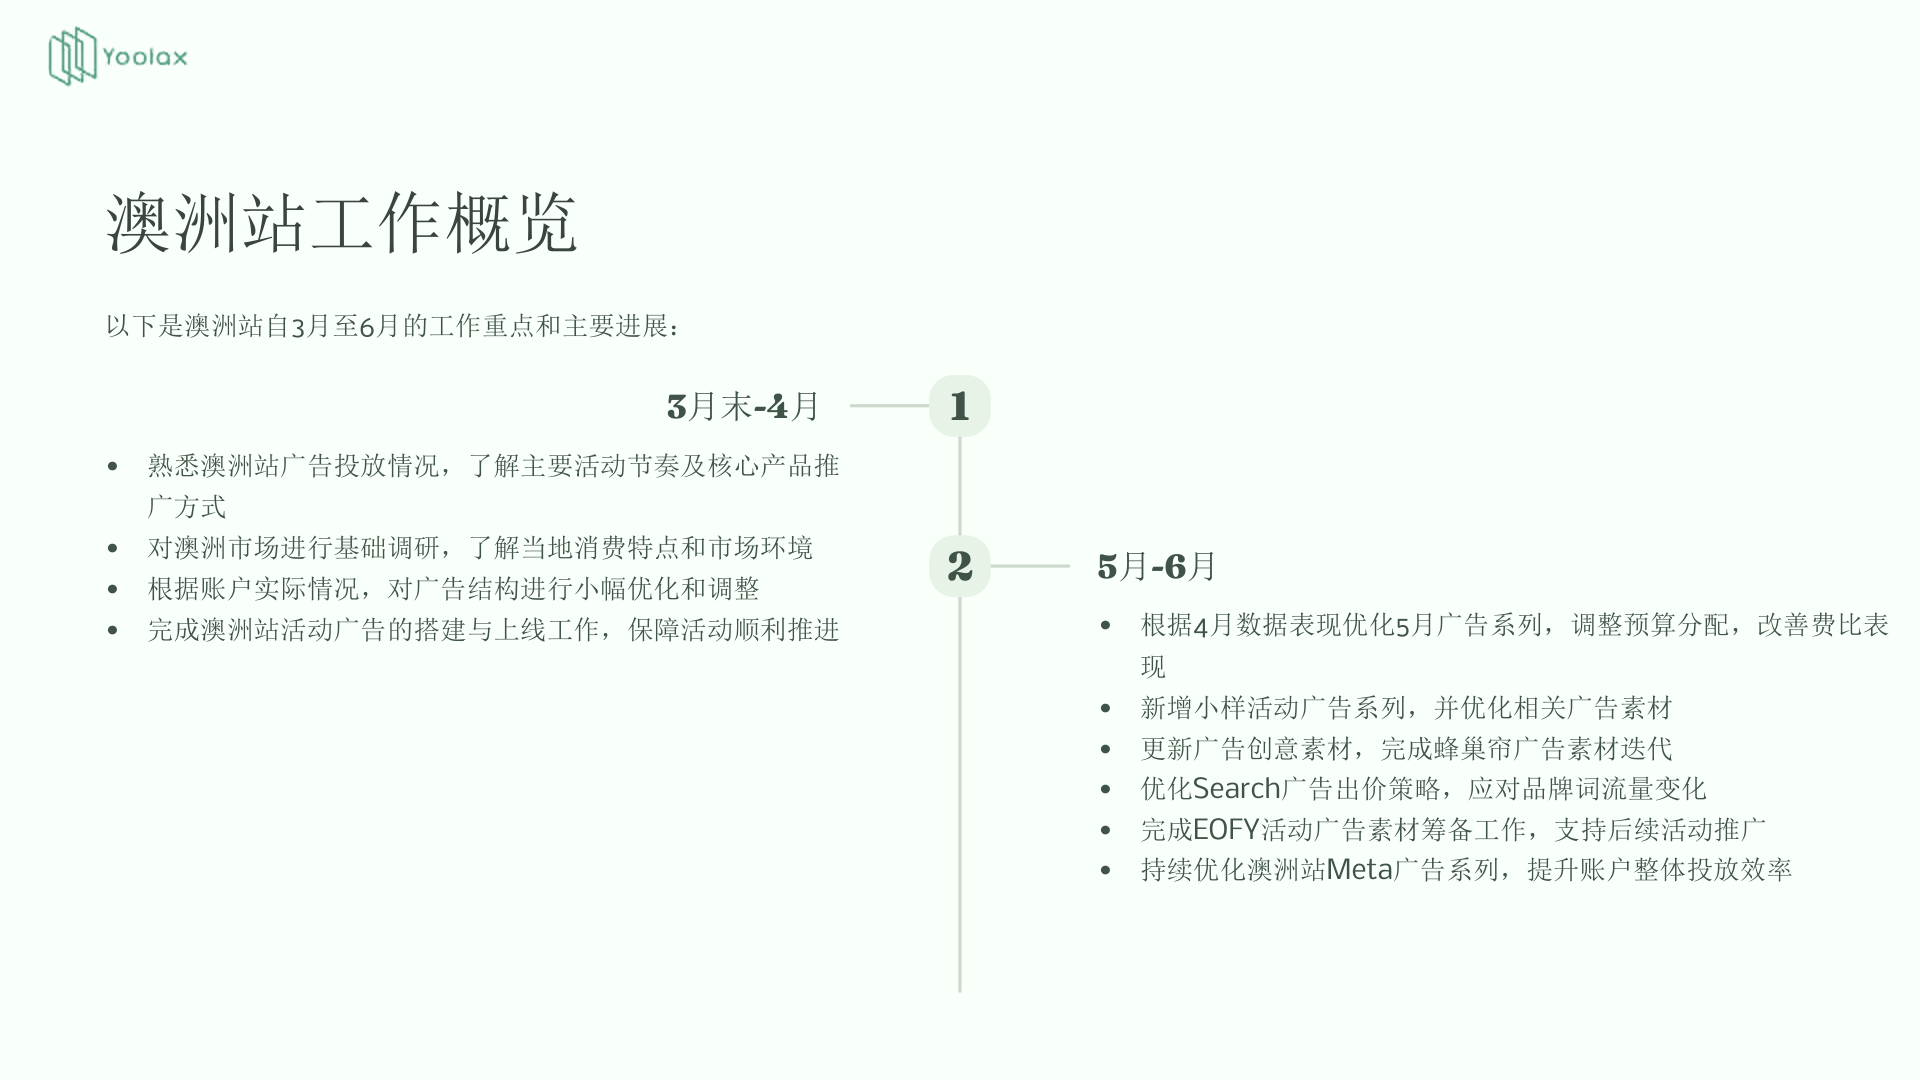 Yoolax
澳洲站工作概览
以下是澳洲站自3月至6月的工作重点和主要进展：
3月末-4月
1
• 熟悉澳洲站广告投放情况，了解主要活动节奏及核心产品推
广方式
• 对澳洲市场进行基础调研，了解当地消费特点和市场环境
• 根据账户实际情况，对广告结构进行小幅优化和调整
• 完成澳洲站活动广告的搭建与上线工作，保障活动顺利推进
2
5月-6月
• 根据4月数据表现优化5月广告系列，调整预算分配，改善费比表
现
• 新增小样活动广告系列，并优化相关广告素材
• 更新广告创意素材，完成蜂巢帘广告素材迭代
• 优化Search广告出价策略，应对品牌词流量变化
• 完成EOFY活动广告素材筹备工作，支持后续活动推广
• 持续优化澳洲站Meta广告系列，提升账户整体投放效率